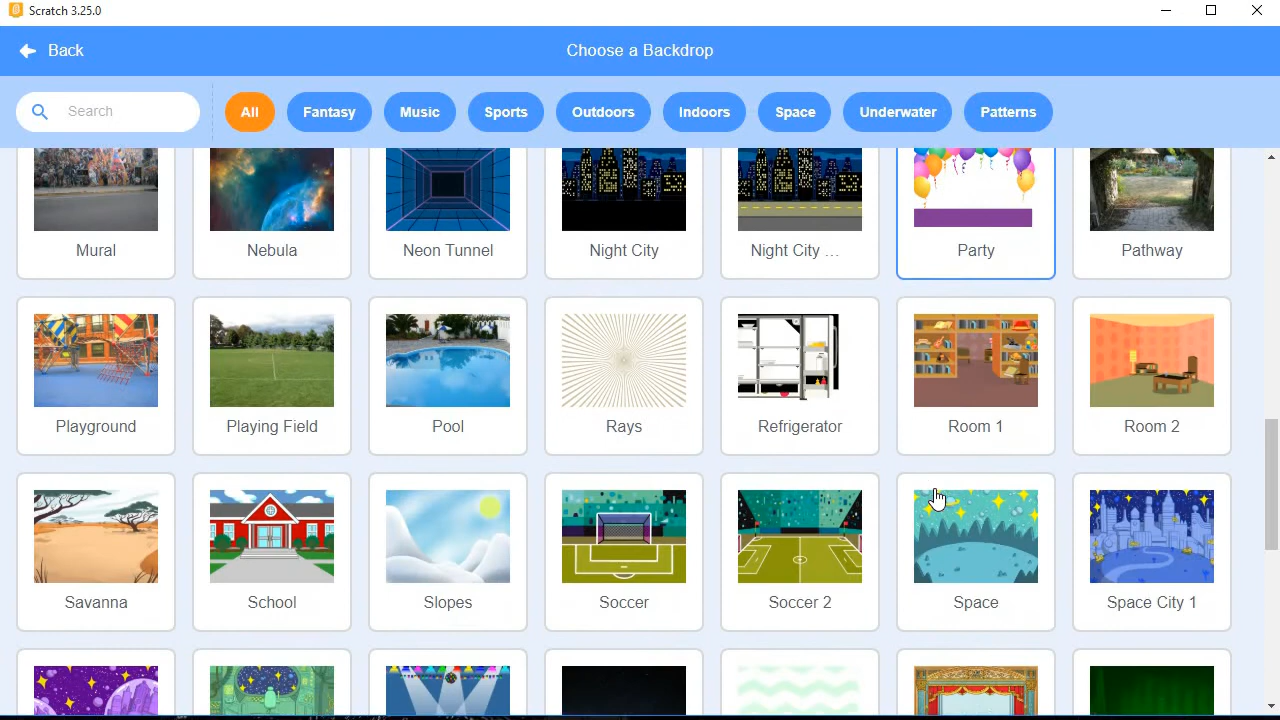 Scratch 3.25.0
Back
Choose a Backdrop
Search
All
Fantasy
Music
Sports
Outdoors
Indoors
Space
Underwater
Patterns
Mural
Nebula
Neon Tunnel
Night City
Night City ...
Party
Pathway
Playground
Playing Field
Pool
Rays
Refrigerator
Room 1
Room 2
Savanna
School
Slopes
Soccer
Soccer 2
Space
Space City 1